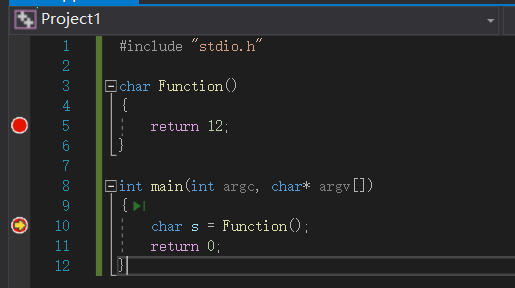 Project1
1 #include "stdio.h"
2
3 char Function()
4 {
5 return 12;
6 }
7
8 int main(int argc, char* argv[])
9 {
10 char s = Function();
11 return 0;
12 }